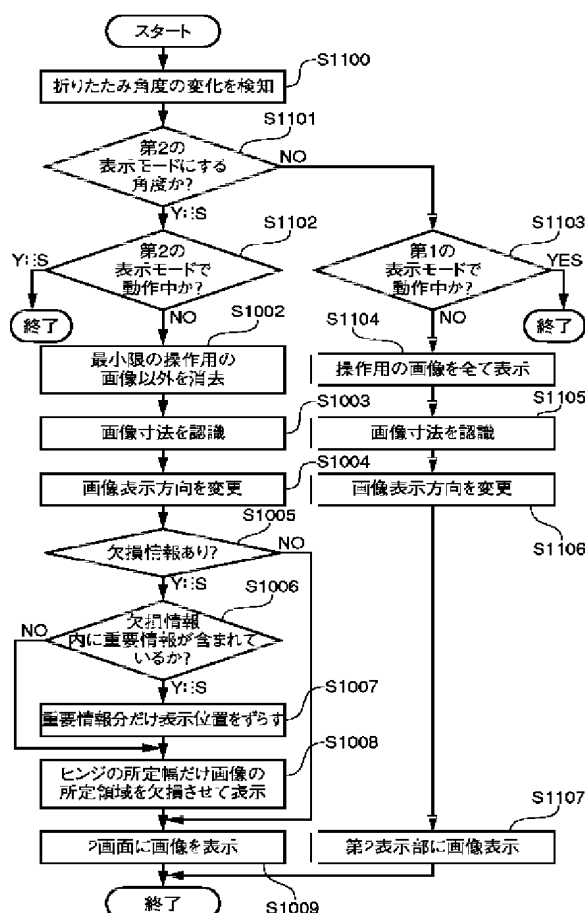 スタート
S1100
折りたたみ角度の変化を検知
S1101
第2の
表示モードにする
角度か?
NO
YES
S1102
第2の
表示モードで
動作中か?
YES
終了
NO
S1103
第1の
表示モードで
動作中か?
YES
終了
NO
S1002
最小限の操作用の
画像以外を消去
S1104
操作用の画像を全て表示
S1003
画像寸法を認識
S1105
画像寸法を認識
S1004
画像表示方向を変更
画像表示方向を変更
S1106
S1005
欠損情報あり?
NO
YES
S1006
欠損情報
内に重要情報が含まれて
いるか?
NO
YES
S1007
重要情報分だけ表示位置をずらす
S1008
ヒンジの所定幅だけ画像の
所定領域を欠損させて表示
S1107
2画面に画像を表示
第2表示部に画像表示
S1009
終了